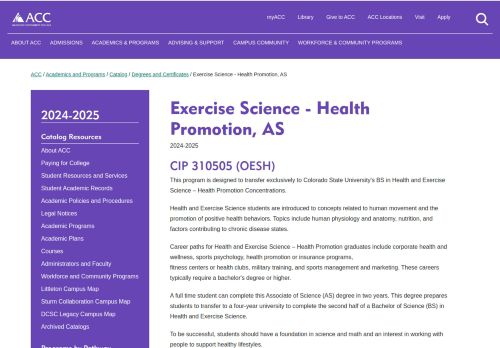 ACC
myACC Library Give to ACC ACC Locations Visit Apply
ABOUT ACC ADMISSIONS ACADEMICS & PROGRAMS ADVISING & SUPPORT CAMPUS COMMUNITY WORKFORCE & COMMUNITY PROGRAMS
ACC / Academics and Programs / Catalog / Degrees and Certificates / Exercise Science - Health Promotion, AS
2024-2025
Catalog Resources
About ACC
Paying for College
Student Resources and Services
Student Academic Records
Academic Policies and Procedures
Legal Notices
Academic Programs
Academic Plans
Courses
Administrators and Faculty
Workforce and Community Programs
Littleton Campus Map
Sturm Collaboration Campus Map
DCSC Legacy Campus Map
Archived Catalogs
Programs by Pathway
Exercise Science - Health
Promotion, AS
2024-2025
CIP 310505 (OESH)
This program is designed to transfer exclusively to Colorado State University's BS in Health and Exercise
Science – Health Promotion Concentrations.
Health and Exercise Science students are introduced to concepts related to human movement and the
promotion of positive health behaviors. Topics include human physiology and anatomy, nutrition, and
factors contributing to chronic disease states.
Career paths for Health and Exercise Science – Health Promotion graduates include corporate health and
wellness, sports psychology, health promotion or insurance programs,
fitness centers or health clubs, military training, and sports management and marketing. These careers
typically require a bachelor's degree or higher.
A full time student can complete this Associate of Science (AS) degree in two years. This degree prepares
students to transfer to a four-year university to complete the second half of a Bachelor of Science (BS) in
Health and Exercise Science.
To be successful, students should have a foundation in science and math and an interest in working with
people to support healthy lifestyles.